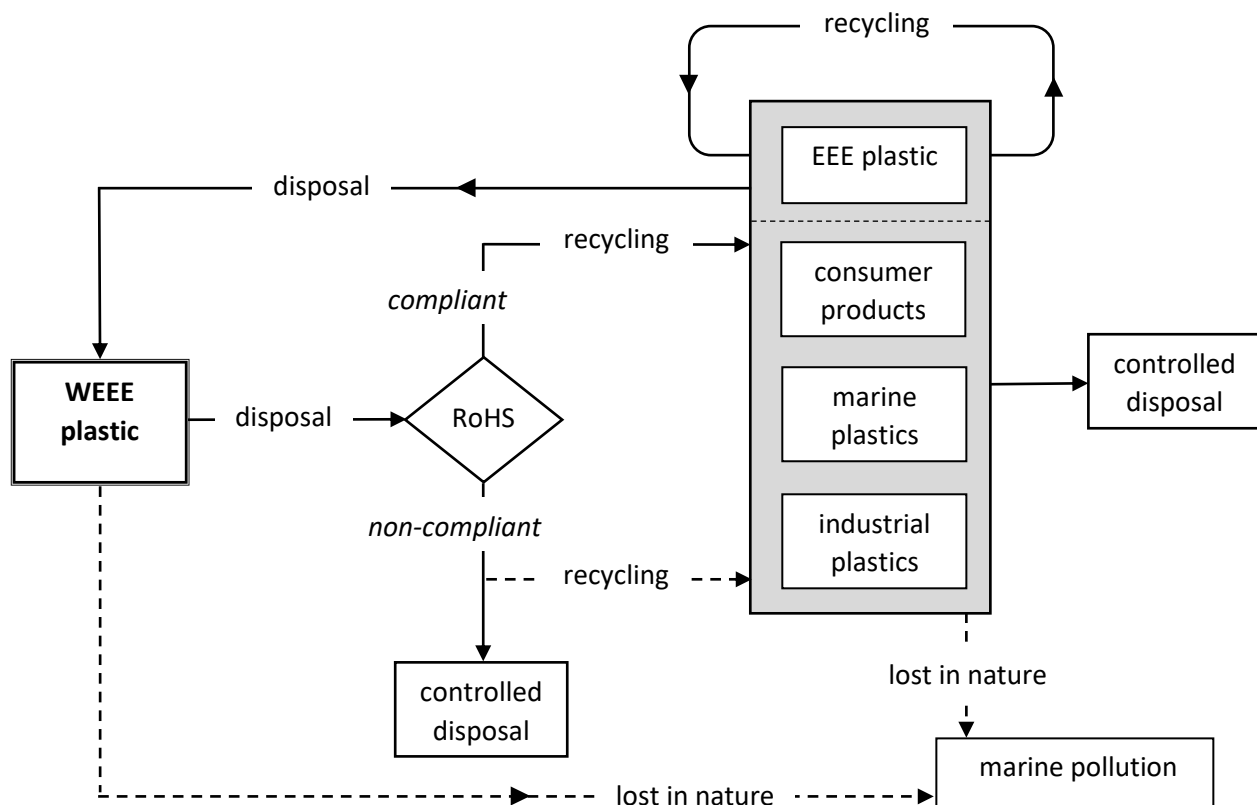 recycling
EEE plastic
disposal
recycling
consumer
products
compliant
WEEE
plastic
disposal
RoHS
marine
plastics
controlled
disposal
non-compliant
industrial
plastics
recycling
controlled
disposal
lost in nature
marine pollution
lost in nature